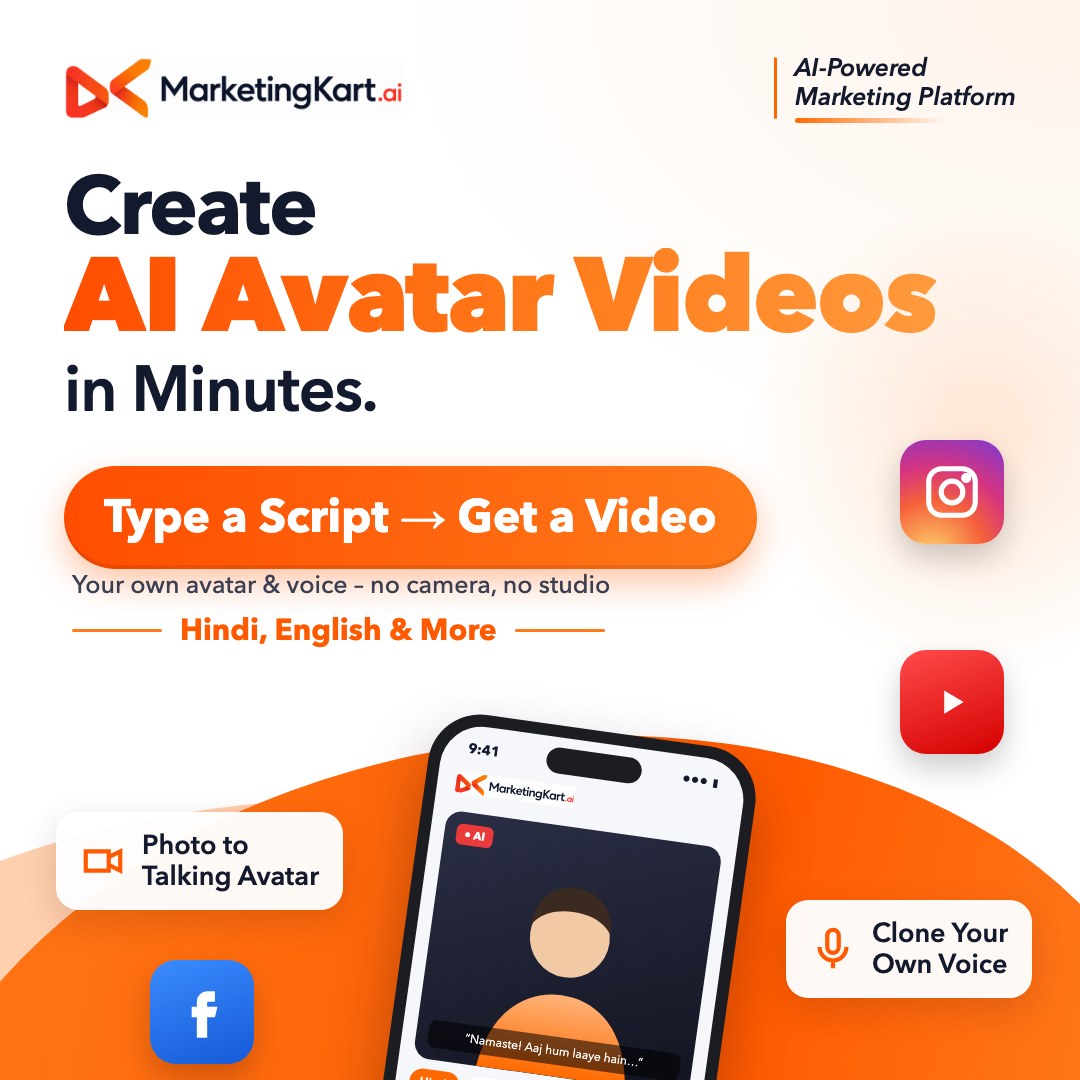 MarketingKart.ai
AI-Powered
Marketing Platform
Create
AI Avatar Videos
in Minutes.
Type a Script → Get a Video
Your own avatar & voice – no camera, no studio
Hindi, English & More
9:41
MarketingKart.ai
• AI
Photo to
Talking Avatar
Clone Your
Own Voice
"Namaste! Aaj hum laaye hain…"